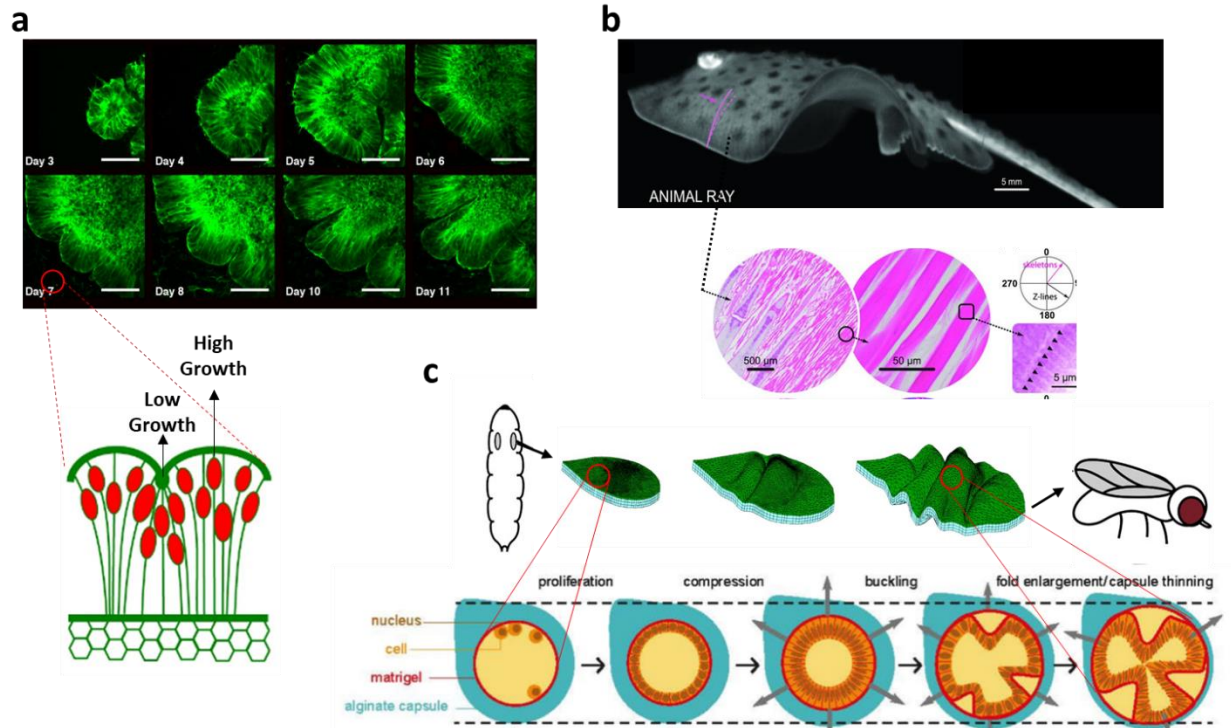 a
Day 3
Day 4
Day 5
Day 6
Day 7
Day 8
Day 10
Day 11
High
Growth
Low
Growth
b
ANIMAL RAY
5 mm
500 µm
50 µm
0
skeletons
270
Z-lines
180
5 µm
c
proliferation
compression
buckling
fold enlargement/capsule thinning
nucleus
cell
matrigel
alginate capsule